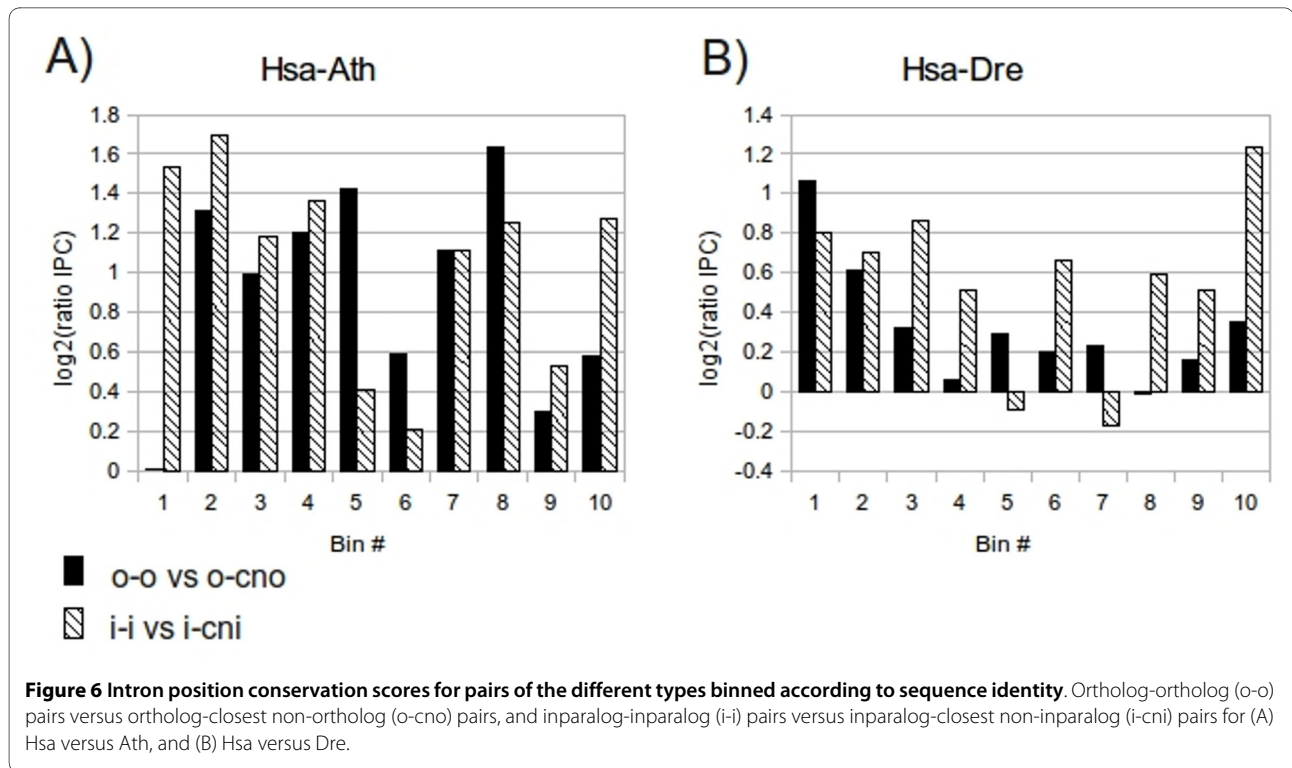 A)
Hsa-Ath
1.8
1.6
1.4
1.2
1
0.8
0.6
0.4
0.2
0
log2(ratio IPC)
1 2 3 4 5 6 7 8 9 10
Bin #
B)
Hsa-Dre
1.4
1.2
1
0.8
0.6
0.4
0.2
0
-0.2
-0.4
log2(ratio IPC)
1 2 3 4 5 6 7 8 9 10
Bin #
o-o vs o-cno
i-i vs i-cni
Figure 6 Intron position conservation scores for pairs of the different types binned according to sequence identity. Ortholog-ortholog (o-o)
pairs versus ortholog-closest non-ortholog (o-cno) pairs, and inparalog-inparalog (i-i) pairs versus inparalog-closest non-inparalog (i-cni) pairs for (A)
Hsa versus Ath, and (B) Hsa versus Dre.